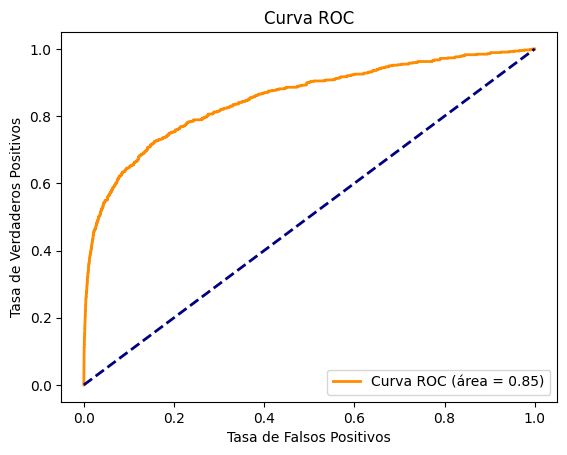 Curva ROC
Tasa de Verdaderos Positivos
1.0
0.8
0.6
0.4
0.2
0.0
0.0 0.2 0.4 0.6 0.8 1.0
Tasa de Falsos Positivos
Curva ROC (área = 0.85)